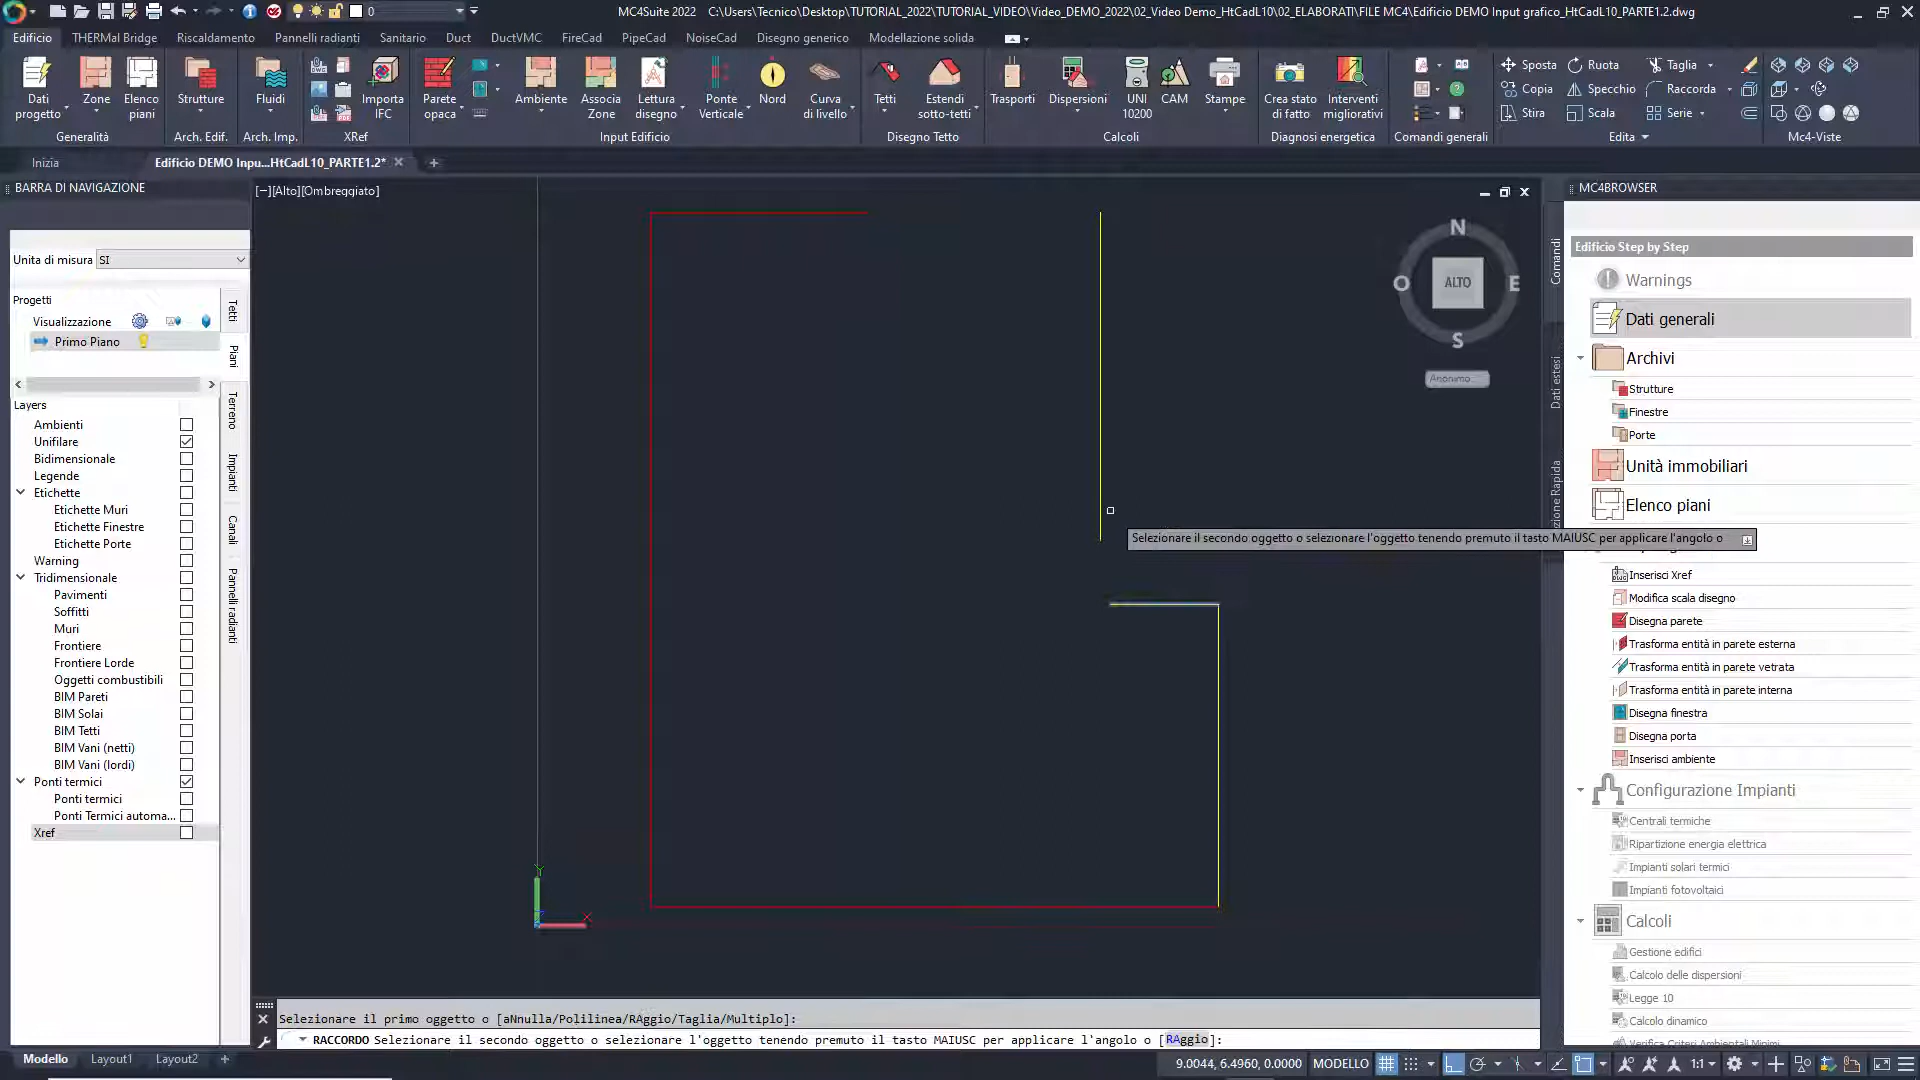 0
MC4Suite 2022 C:\Users\Tecnico\Desktop\TUTORIAL_2022\TUTORIAL_VIDEO\Video_DEMO_2022\02_Video Demo_HtCadL10\02_ELABORATI\FILE MC4\Edificio DEMO Input grafico_HtCadL10_PARTE1.2.dwg
Edificio THERMal Bridge Riscaldamento Pannelli radianti Sanitario Duct DuctVMC FireCad PipeCad NoiseCad Disegno generico Modellazione solida
Dati progetto
Zone
Elenco piani
Strutture
Fluidi
Importa IFC
Parete opaca
Ambiente
Associa Zone
Lettura disegno
Ponte Verticale
Nord
Curva di livello
Tetti
Estendi sotto-tetti
Trasporti
Dispersioni
UNI 10200
CAM
Stampe
Crea stato di fatto
Interventi migliorativi
Sposta Ruota Taglia
Copia Specchio Raccorda
Stira Scala Serie
Generalità Arch. Edif. Arch. Imp. XRef Input Edificio Disegno Tetto Calcoli Diagnosi energetica Comandi generali Edita Mc4-Viste
Inizia Edificio DEMO Inpu...HtCadL10_PARTE1.2*
BARRA DI NAVIGAZIONE
Unita di misura SI
Progetti
Visualizzazione
Primo Piano
Layers
Ambienti
Unifilare
Bidimensionale
Legende
Etichette
Etichette Muri
Etichette Finestre
Etichette Porte
Warning
Tridimensionale
Pavimenti
Soffitti
Muri
Frontiere
Frontiere Lorde
Oggetti combustibili
BIM Pareti
BIM Solai
BIM Tetti
BIM Vani (netti)
BIM Vani (lordi)
Ponti termici
Ponti termici
Ponti Termici automa...
Xref
Tetti
Piani
Terreno
Impianti
Canali
Pannelli radianti
[−][Alto][Ombreggiato]
N
O ALTO E
S
Anonimo
Y
X
Selezionare il secondo oggetto o selezionare l'oggetto tenendo premuto il tasto MAIUSC per applicare l'angolo o
Selezionare il primo oggetto o [aNnulla/Polilinea/RAggio/Taglia/Multiplo]:
RACCORDO Selezionare il secondo oggetto o selezionare l'oggetto tenendo premuto il tasto MAIUSC per applicare l'angolo o [RAggio]:
Comandi
Dati estesi
zione Rapida
MC4BROWSER
Edificio Step by Step
Warnings
Dati generali
Archivi
Strutture
Finestre
Porte
Unità immobiliari
Elenco piani
Inserisci Xref
Modifica scala disegno
Disegna parete
Trasforma entità in parete esterna
Trasforma entità in parete vetrata
Trasforma entità in parete interna
Disegna finestra
Disegna porta
Inserisci ambiente
Configurazione Impianti
Centrali termiche
Ripartizione energia elettrica
Impianti solari termici
Impianti fotovoltaici
Calcoli
Gestione edifici
Calcolo delle dispersioni
Legge 10
Calcolo dinamico
Verifica Criteri Ambientali Minimi
Modello Layout1 Layout2 +
9.0044, 6.4960, 0.0000 MODELLO 1:1